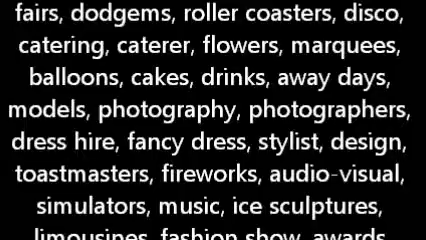 fairs, dodgems, roller coasters, disco,
catering, caterer, flowers, marquees,
balloons, cakes, drinks, away days,
models, photography, photographers,
dress hire, fancy dress, stylist, design,
toastmasters, fireworks, audio-visual,
simulators, music, ice sculptures,
limousines, fashion show, awards